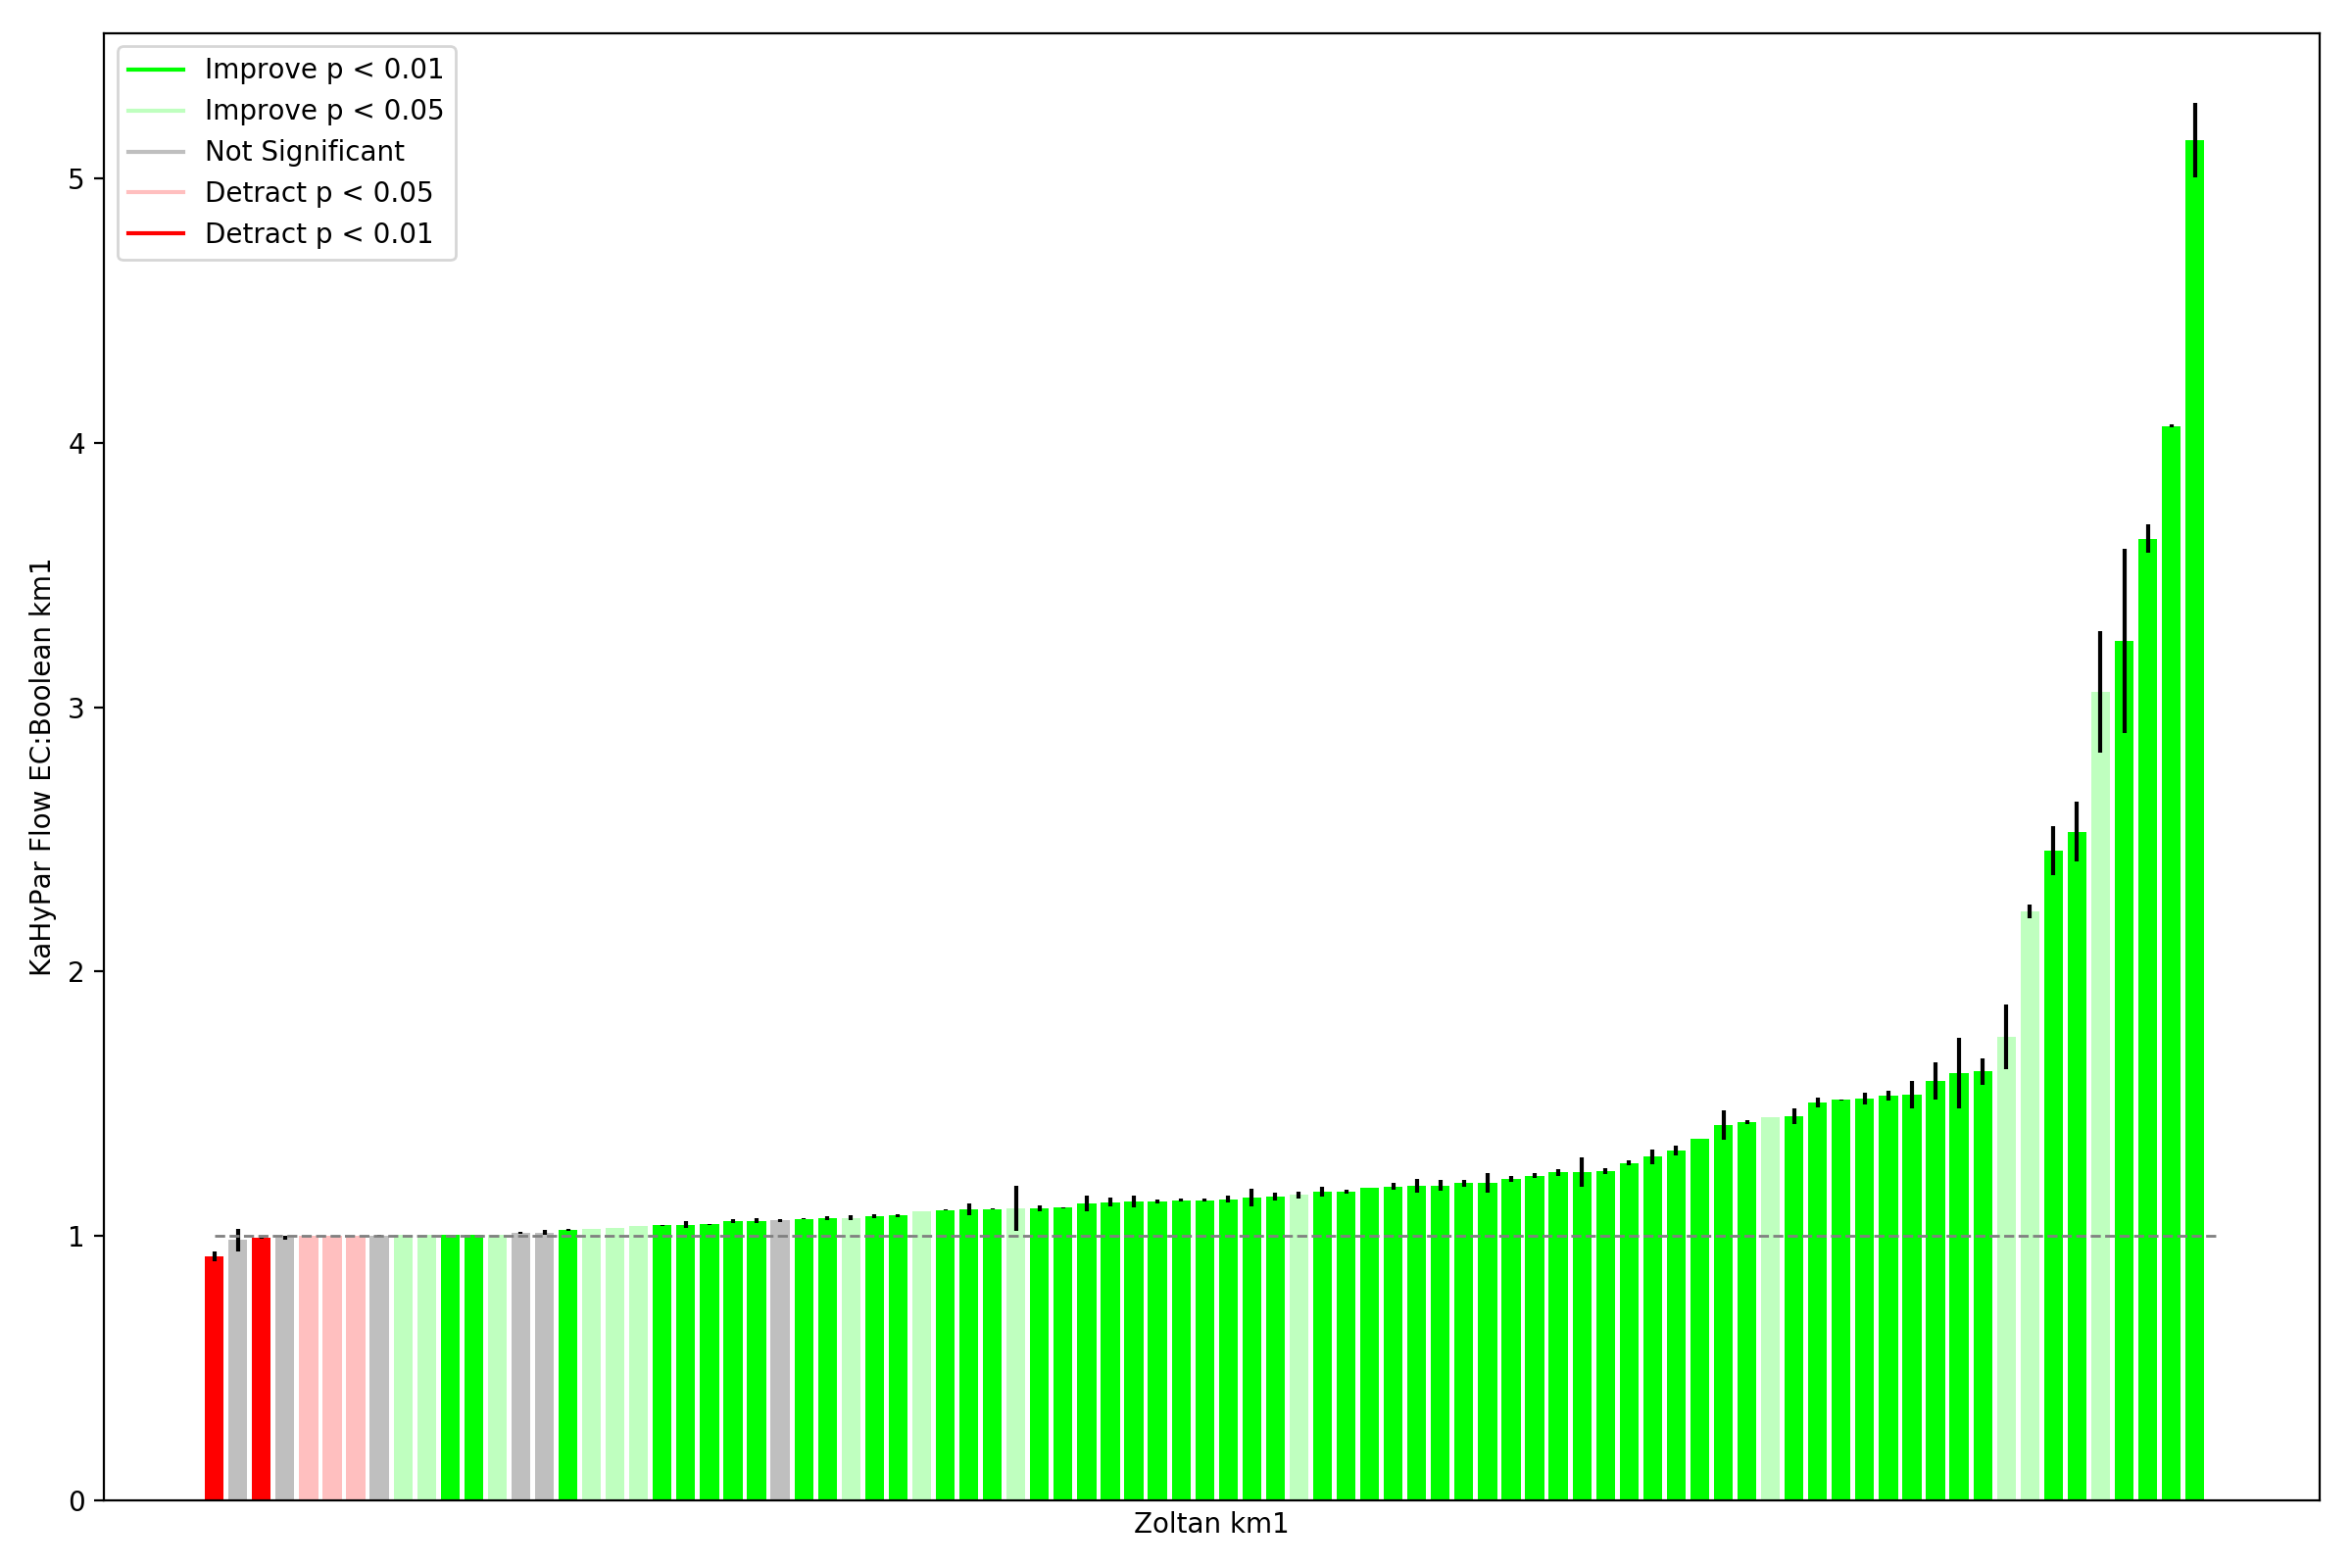 Improve p < 0.01
Improve p < 0.05
Not Significant
Detract p < 0.05
Detract p < 0.01
KaHyPar Flow EC:Boolean km1
5
4
3
2
1
0
Zoltan km1